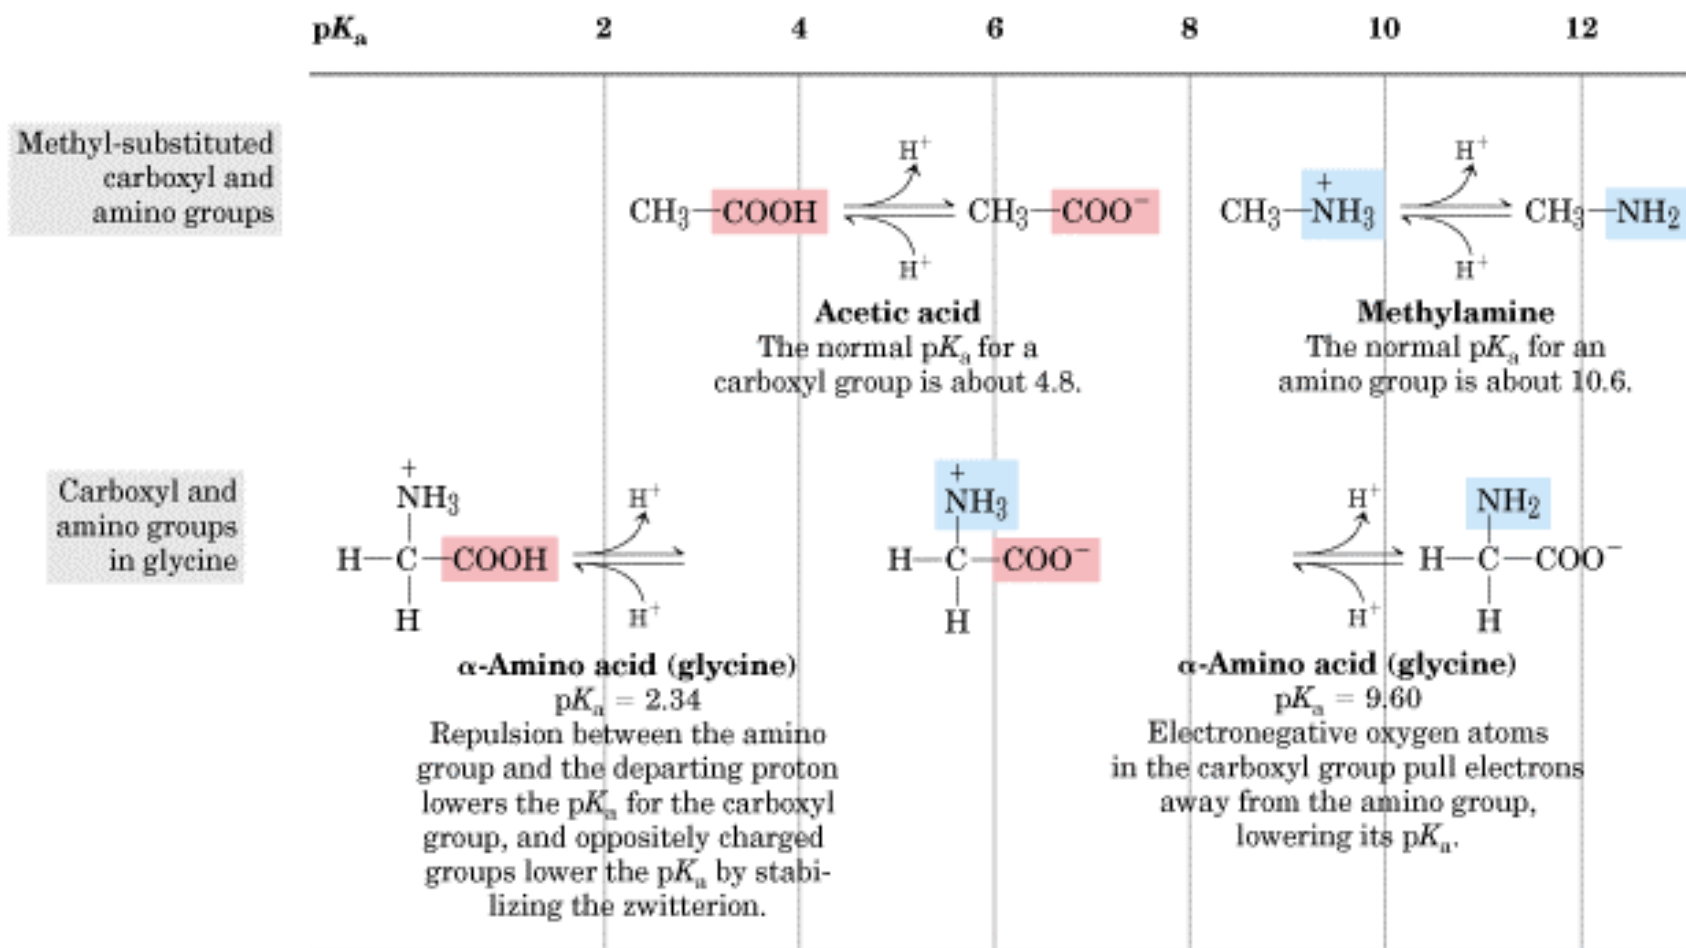 pKₐ 2 4 6 8 10 12
Methyl-substituted
carboxyl and
amino groups
H⁺ H⁺
CH₃—COOH CH₃—COO⁻ CH₃—N⁺H₃ CH₃—NH₂
H⁺ H⁺
Acetic acid
The normal pKₐ for a
carboxyl group is about 4.8.
Methylamine
The normal pKₐ for an
amino group is about 10.6.
Carboxyl and
amino groups
in glycine
+ +
NH₃ H⁺ NH₃ H⁺ NH₂
H—C—COOH H—C—COO⁻ H—C—COO⁻
H H⁺ H H⁺ H
α-Amino acid (glycine)
pKₐ = 2.34
Repulsion between the amino
group and the departing proton
lowers the pKₐ for the carboxyl
group, and oppositely charged
groups lower the pKₐ by stabi-
lizing the zwitterion.
α-Amino acid (glycine)
pKₐ = 9.60
Electronegative oxygen atoms
in the carboxyl group pull electrons
away from the amino group,
lowering its pKₐ.